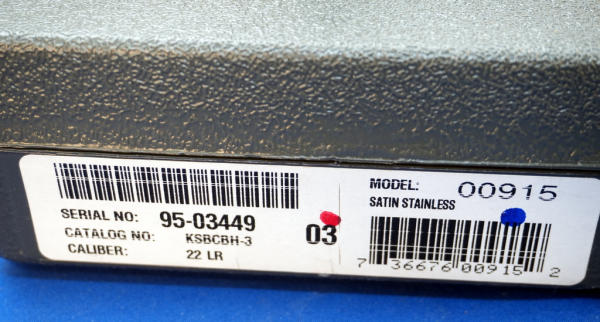 SERIAL NO: 95-03449
CATALOG NO: KSBCBH-3
CALIBER: 22 LR
03
MODEL: 00915
SATIN STAINLESS
7 36676 00915 2